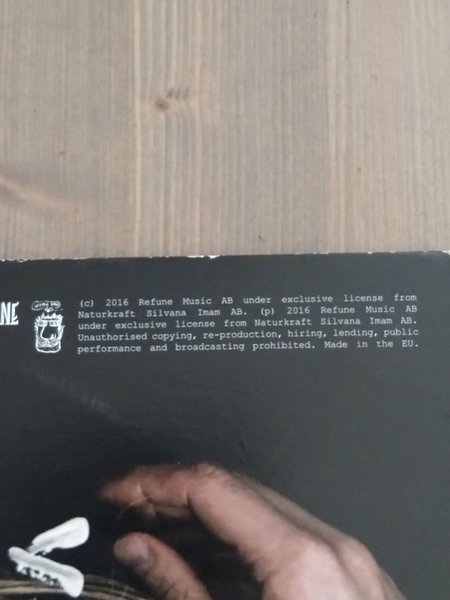 NE
(c) 2016 Refune Music AB under exclusive license from
Naturkraft Silvana Imam AB. (p) 2016 Refune Music AB
under exclusive license from Naturkraft Silvana Imam AB.
Unauthorised copying, re-production, hiring, lending, public
performance and broadcasting prohibited. Made in the EU.